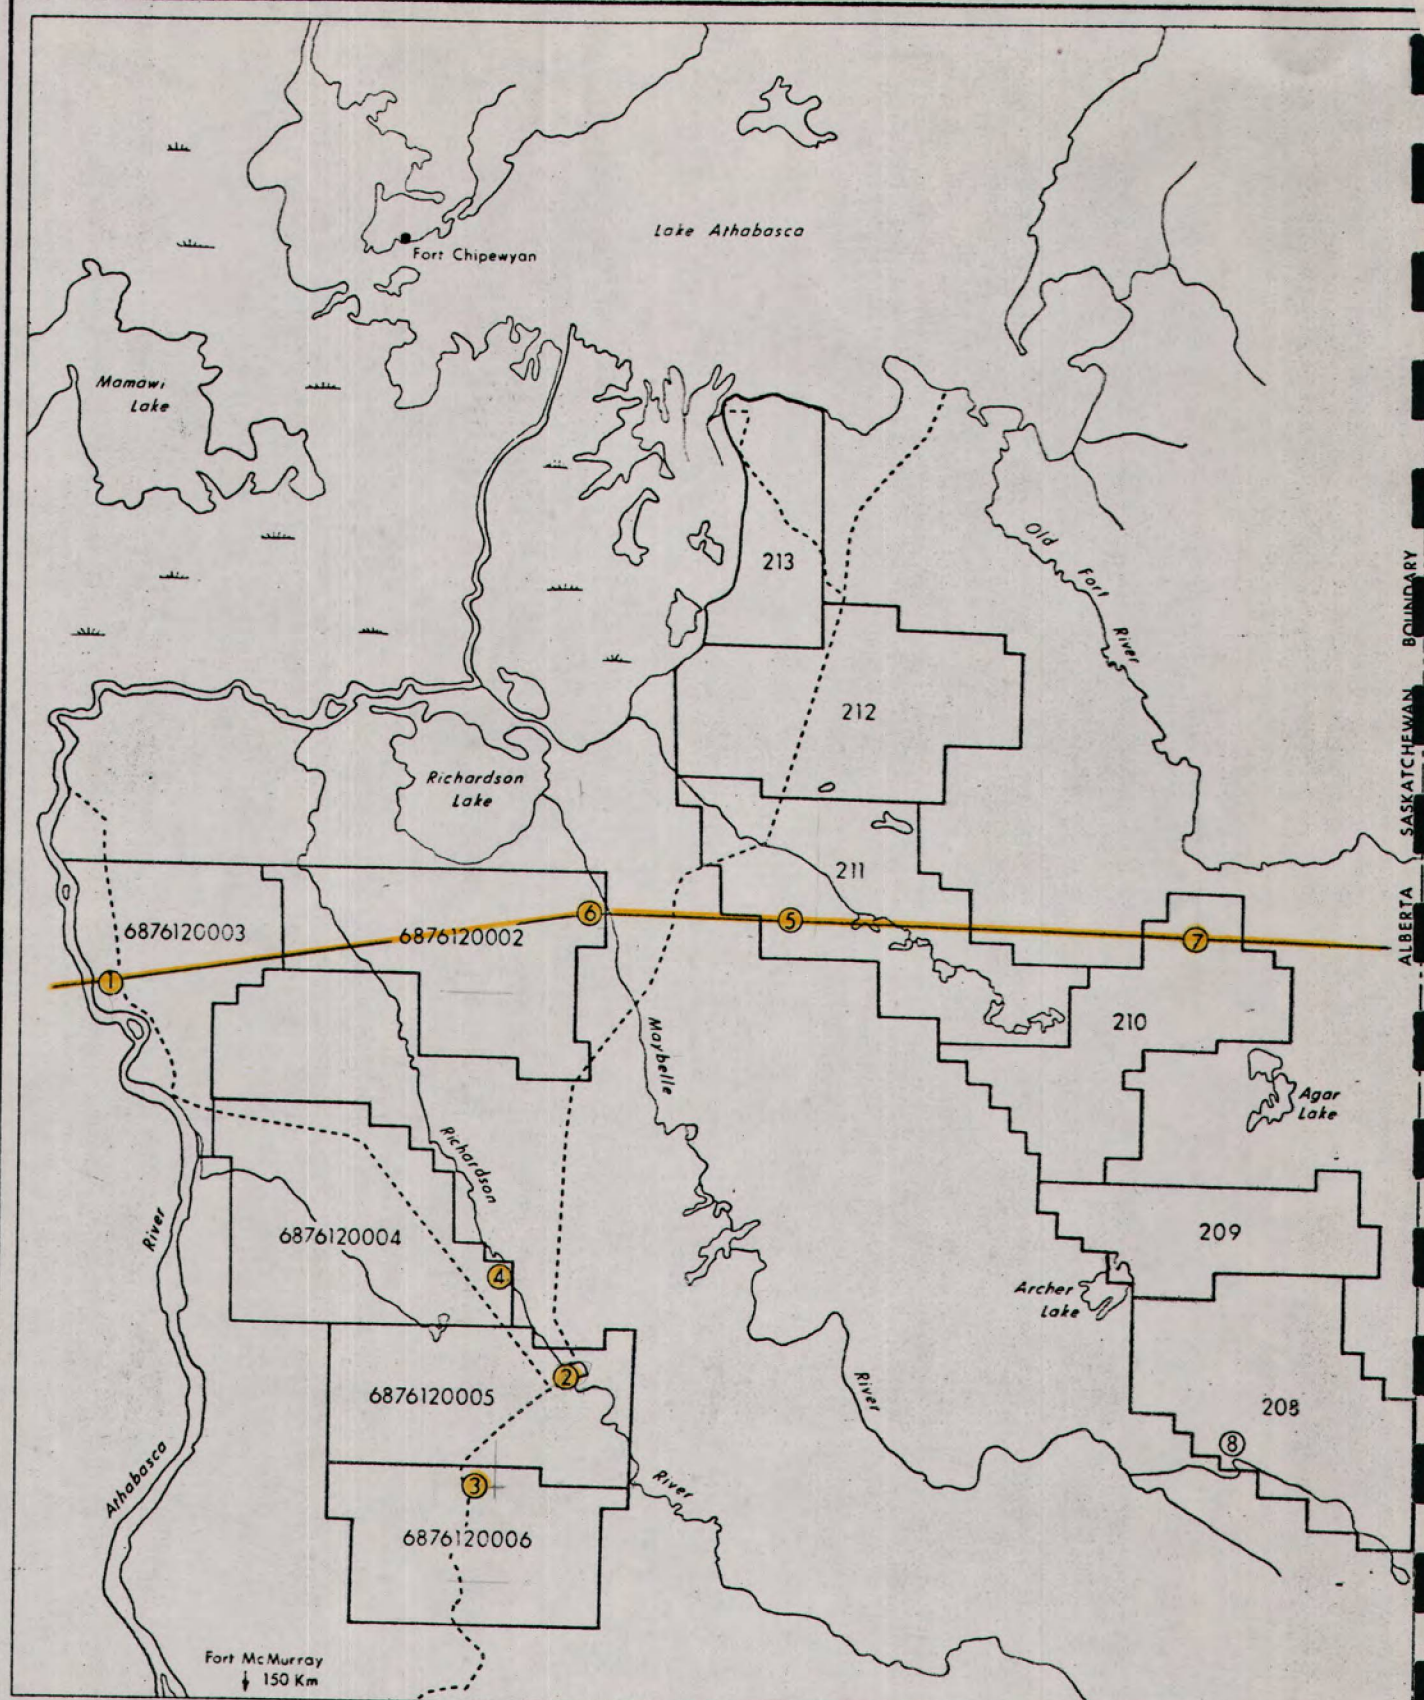 Lake Athabasca
Fort Chipewyan
Mamawi
Lake
Old Fort River
213
212
SASKATCHEWAN BOUNDARY
ALBERTA
Richardson
Lake
211
6876120003
6876120002
6
5
7
1
210
Maybelle
Agar
Lake
Richardson
River
6876120004
209
4
Archer
Lake
2
6876120005
River
208
8
Athabasca
3
River
6876120006
Fort McMurray
↓ 150 Km